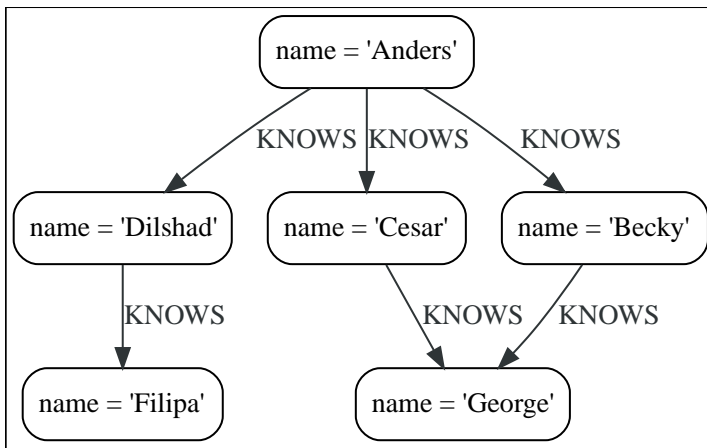 name = 'Anders'
KNOWS
KNOWS
KNOWS
name = 'Dilshad'
name = 'Cesar'
name = 'Becky'
KNOWS
KNOWS
KNOWS
name = 'Filipa'
name = 'George'